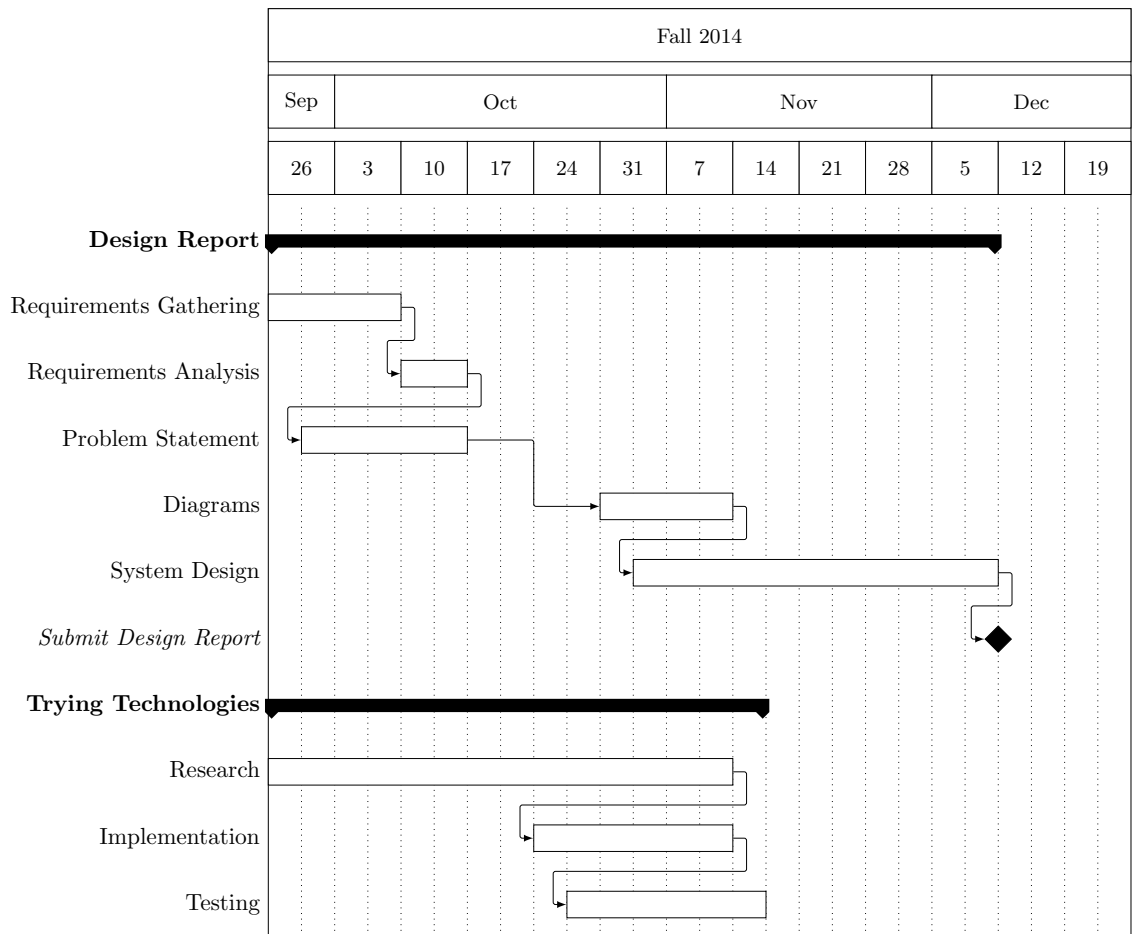 Fall 2014
Sep Oct Nov Dec
26 3 10 17 24 31 7 14 21 28 5 12 19
Design Report
Requirements Gathering
Requirements Analysis
Problem Statement
Diagrams
System Design
Submit Design Report
Trying Technologies
Research
Implementation
Testing